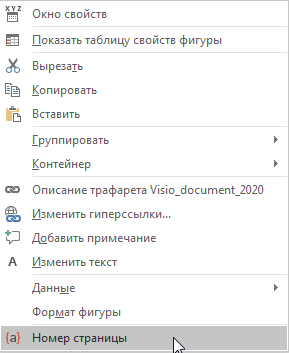 XYZ
Окно свойств
Показать таблицу свойств фигуры
Вырезать
Копировать
Вставить
Группировать
Контейнер
Описание трафарета Visio_document_2020
Изменить гиперссылки...
Добавить примечание
A Изменить текст
Данные
Формат фигуры
{a} Номер страницы